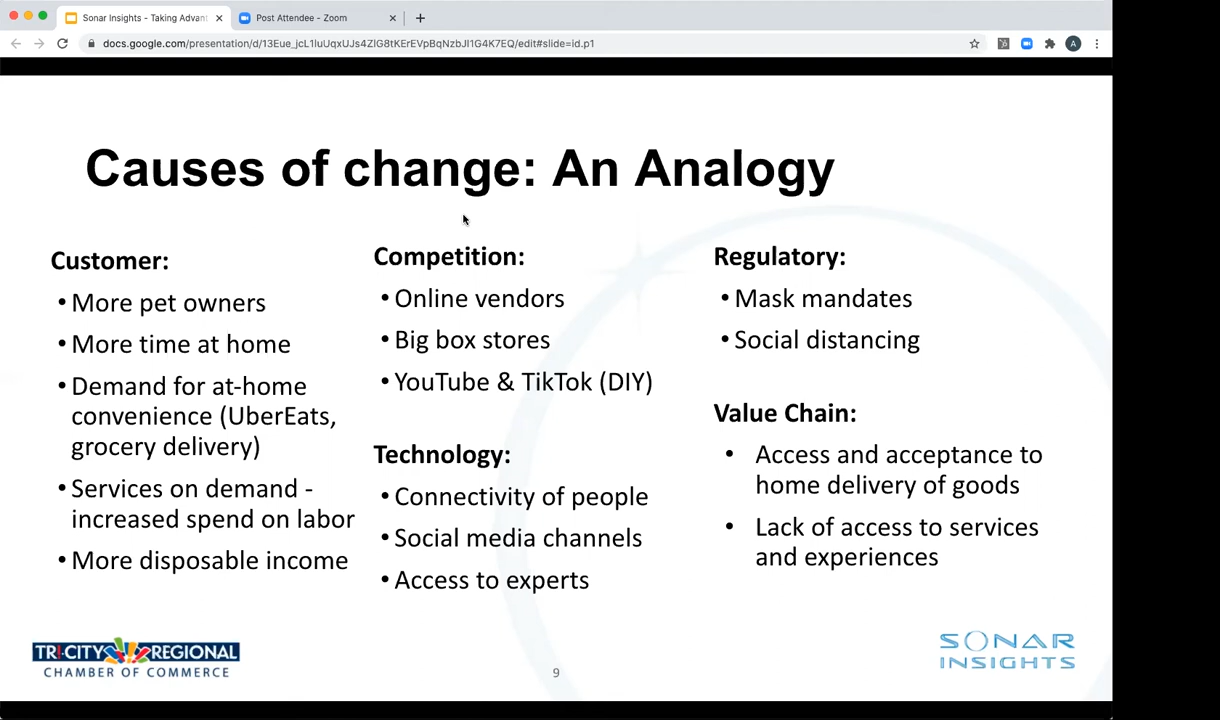 Sonar Insights - Taking Advant
Post Attendee - Zoom
docs.google.com/presentation/d/13Eue_jcL1luUqxUJs4ZIG8tKErEVpBqNzbJI1G4K7EQ/edit#slide=id.p1
A
Causes of change: An Analogy
Customer:
• More pet owners
• More time at home
• Demand for at-home
convenience (UberEats,
grocery delivery)
• Services on demand -
increased spend on labor
• More disposable income
Competition:
• Online vendors
• Big box stores
• YouTube & TikTok (DIY)
Technology:
• Connectivity of people
• Social media channels
• Access to experts
Regulatory:
• Mask mandates
• Social distancing
Value Chain:
• Access and acceptance to
home delivery of goods
• Lack of access to services
and experiences
TRI-CITY REGIONAL
CHAMBER OF COMMERCE
9
SONAR
INSIGHTS